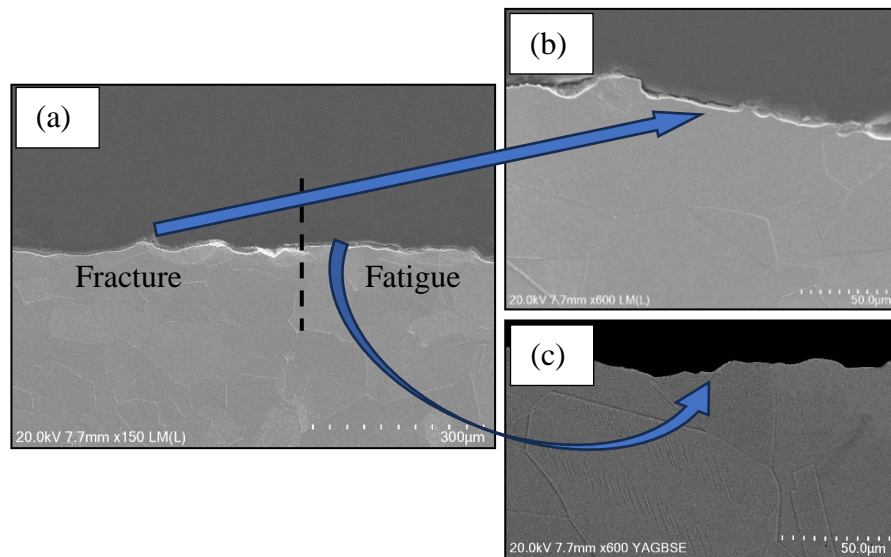 (a)
Fracture
Fatigue
20.0kV 7.7mm x150 LM(L)
300µm
(b)
20.0kV 7.7mm x600 LM(L)
50.0µm
(c)
20.0kV 7.7mm x600 YAGBSE
50.0µm